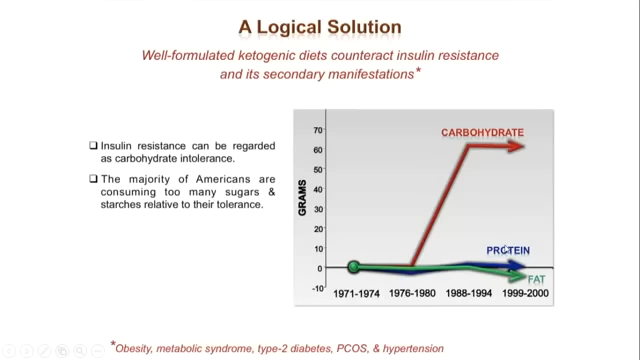 A Logical Solution
Well-formulated ketogenic diets counteract insulin resistance
and its secondary manifestations*
❑ Insulin resistance can be regarded
as carbohydrate intolerance.
❑ The majority of Americans are
consuming too many sugars &
starches relative to their tolerance.
GRAMS
70
60
50
40
30
20
10
0
-10
CARBOHYDRATE
PROTEIN
FAT
1971-1974 1976-1980 1988-1994 1999-2000
*Obesity, metabolic syndrome, type-2 diabetes, PCOS, & hypertension